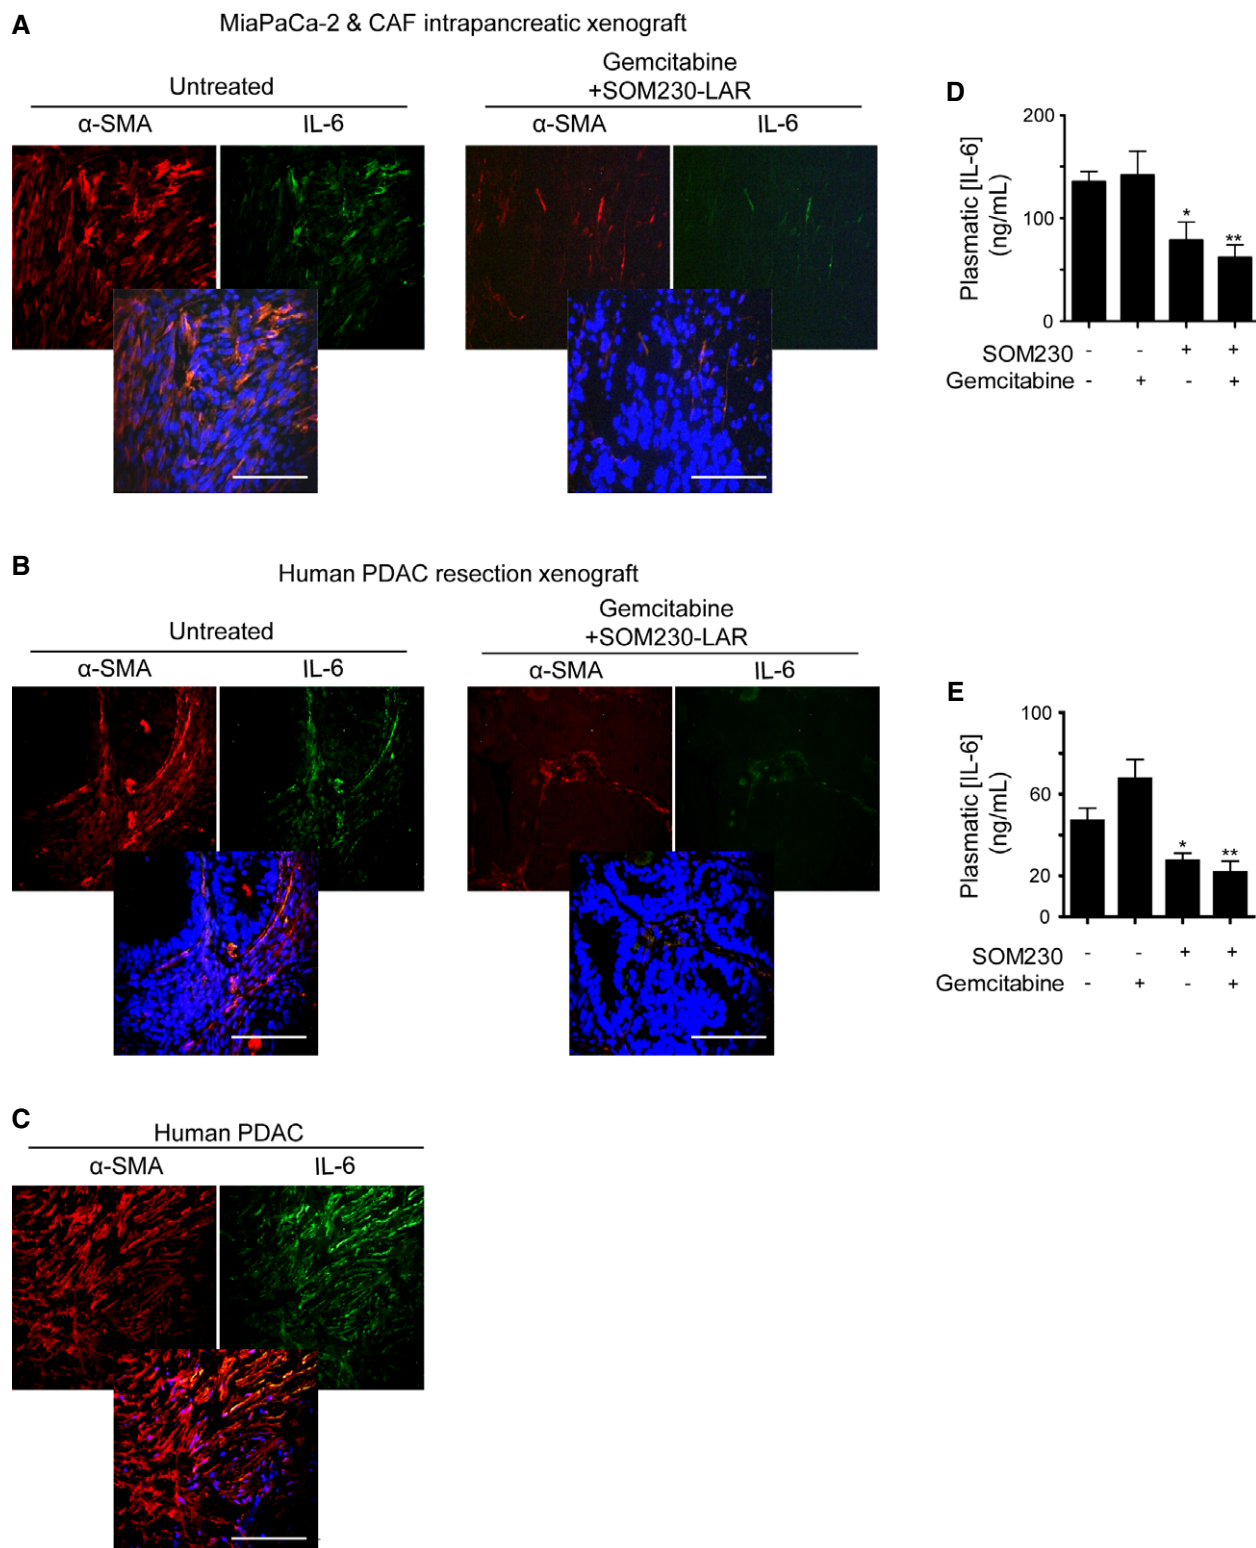 A
MiaPaCa-2 & CAF intrapancreatic xenograft
Untreated
α-SMA IL-6
Gemcitabine
+SOM230-LAR
α-SMA IL-6
D
200
100
0
Plasmatic [IL-6]
(ng/mL)
* **
SOM230 - - + +
Gemcitabine - + - +
B
Human PDAC resection xenograft
Untreated
α-SMA IL-6
Gemcitabine
+SOM230-LAR
α-SMA IL-6
E
100
60
20
0
Plasmatic [IL-6]
(ng/mL)
* **
SOM230 - - + +
Gemcitabine - + - +
C
Human PDAC
α-SMA IL-6